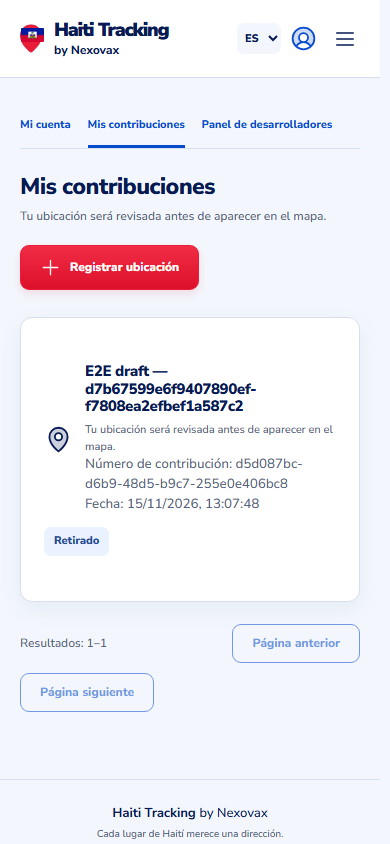 Haiti Tracking
by Nexovax
ES
Mi cuenta
Mis contribuciones
Panel de desarrolladores
Mis contribuciones
Tu ubicación será revisada antes de aparecer en el mapa.
Registrar ubicación
E2E draft —
d7b67599e6f9407890ef-
f7808ea2efbef1a587c2
Tu ubicación será revisada antes de aparecer en el
mapa.
Número de contribución: d5d087bc-
d6b9-48d5-b9c7-255e0e406bc8
Fecha: 15/11/2026, 13:07:48
Retirado
Resultados: 1–1
Página anterior
Página siguiente
Haiti Tracking by Nexovax
Cada lugar de Haití merece una dirección.